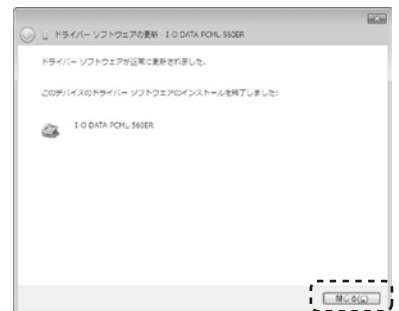 ドライバー ソフトウェアの更新 - I-O DATA PCML-560ER
ドライバー ソフトウェアが正常に更新されました。
このデバイスのドライバー ソフトウェアのインストールを終了しました:
I-O DATA PCML-560ER
閉じる(C)